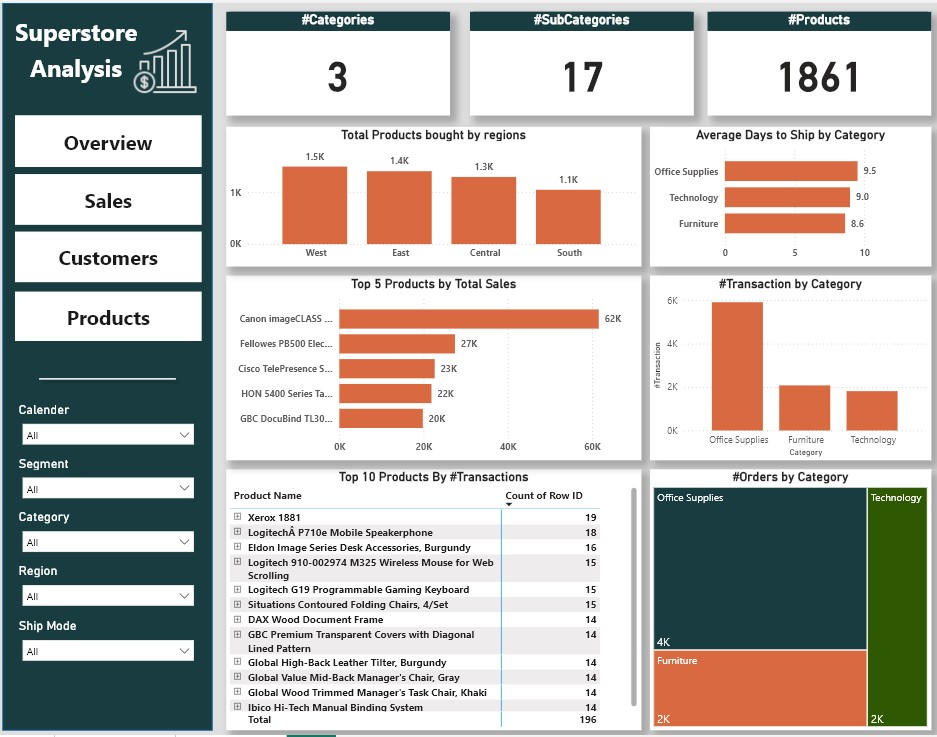 Superstore
Analysis
$
Overview
Sales
Customers
Products
Calender
All
Segment
All
Category
All
Region
All
Ship Mode
All
#Categories
3
#SubCategories
17
#Products
1861
Total Products bought by regions
1.5K
1.4K
1.3K
1.1K
1K
0K
West
East
Central
South
Average Days to Ship by Category
Office Supplies
9.5
Technology
9.0
Furniture
8.6
0
5
10
Top 5 Products by Total Sales
Canon imageCLASS ...
62K
Fellowes PB500 Elec...
27K
Cisco TelePresence S...
23K
HON 5400 Series Ta...
22K
GBC DocuBind TL30...
20K
0K
20K
40K
60K
#Transaction by Category
#Transaction
6K
4K
2K
0K
Office Supplies
Furniture
Technology
Category
Top 10 Products By #Transactions
Product Name
Count of Row ID
Xerox 1881
19
LogitechÂ P710e Mobile Speakerphone
18
Eldon Image Series Desk Accessories, Burgundy
16
Logitech 910-002974 M325 Wireless Mouse for Web
Scrolling
15
Logitech G19 Programmable Gaming Keyboard
15
Situations Contoured Folding Chairs, 4/Set
15
DAX Wood Document Frame
14
GBC Premium Transparent Covers with Diagonal
Lined Pattern
14
Global High-Back Leather Tilter, Burgundy
14
Global Value Mid-Back Manager's Chair, Gray
14
Global Wood Trimmed Manager's Task Chair, Khaki
14
Ibico Hi-Tech Manual Binding System
14
Total
196
#Orders by Category
Office Supplies
4K
Furniture
2K
Technology
2K